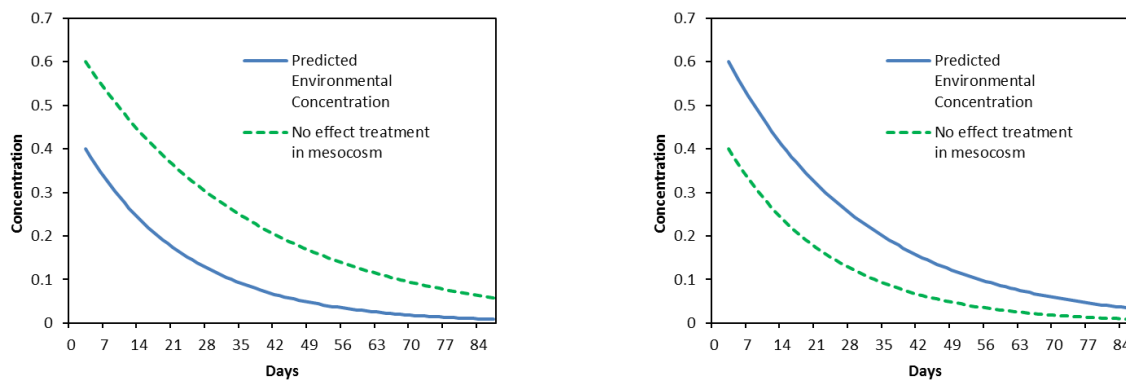 0.7
0.6
0.5
0.4
0.3
0.2
0.1
0
Concentration
Predicted
Environmental
Concentration
No effect treatment
in mesocosm
0 7 14 21 28 35 42 49 56 63 70 77 84
Days
0.7
0.6
0.5
0.4
0.3
0.2
0.1
0
Concentration
Predicted
Environmental
Concentration
No effect treatment
in mesocosm
0 7 14 21 28 35 42 49 56 63 70 77 84
Days